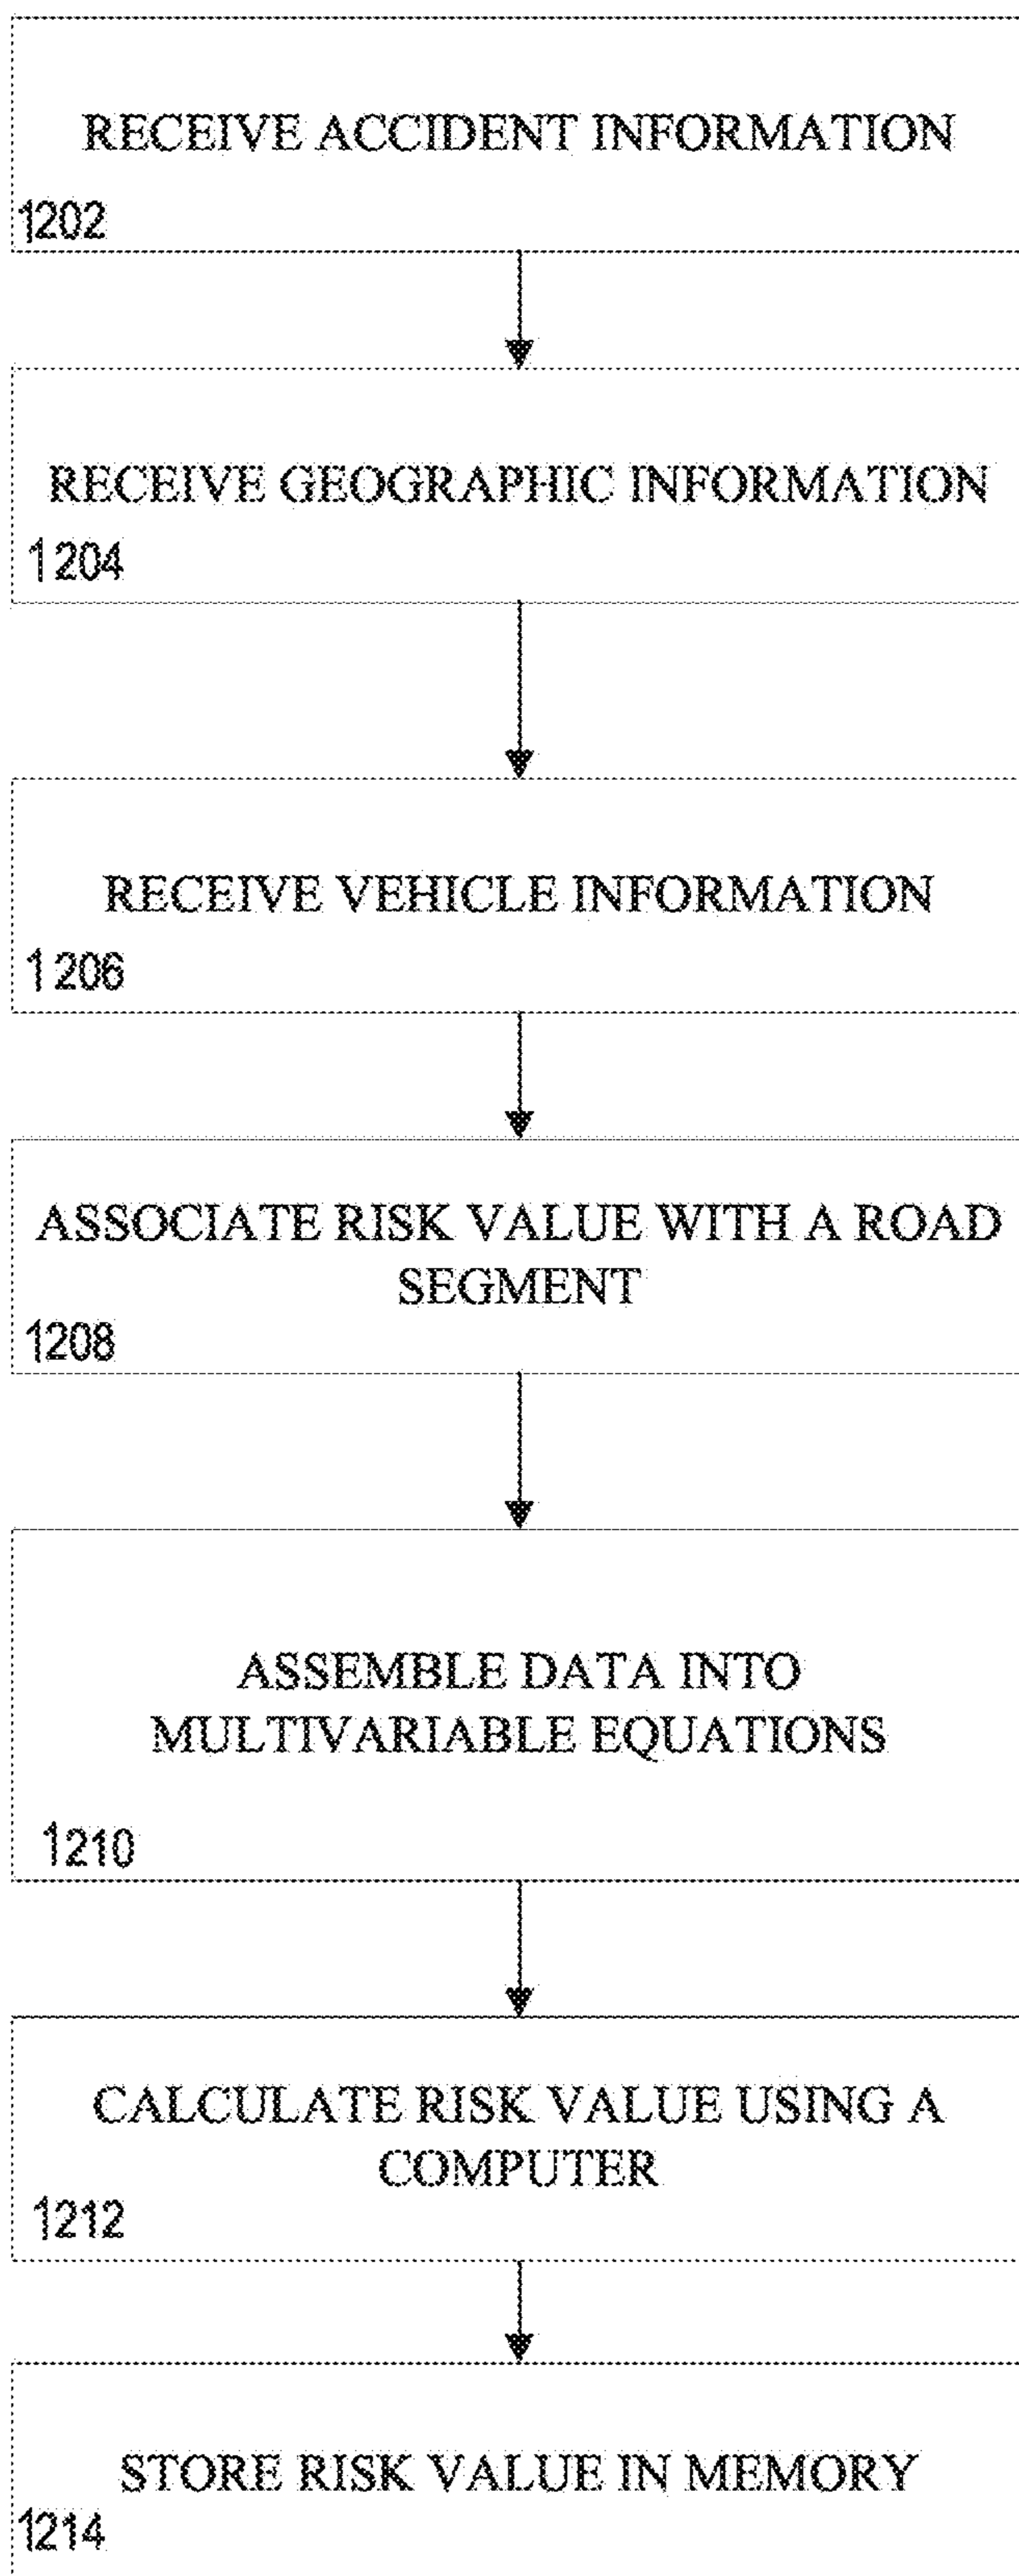 RECEIVE ACCIDENT INFORMATION
1202
RECEIVE GEOGRAPHIC INFORMATION
1204
RECEIVE VEHICLE INFORMATION
1206
ASSOCIATE RISK VALUE WITH A ROAD
SEGMENT
1208
ASSEMBLE DATA INTO
MULTIVARIABLE EQUATIONS
1210
CALCULATE RISK VALUE USING A
COMPUTER
1212
STORE RISK VALUE IN MEMORY
1214